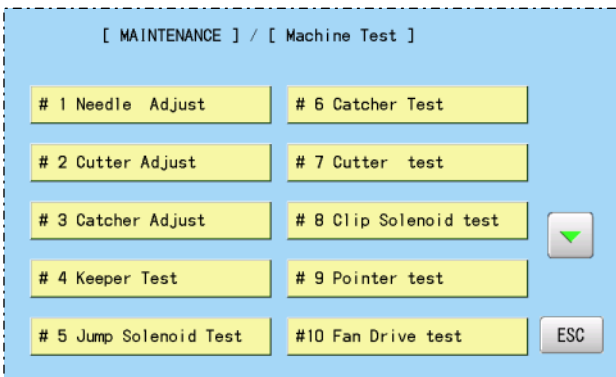 [ MAINTENANCE ] / [ Machine Test ]
# 1 Needle Adjust
# 2 Cutter Adjust
# 3 Catcher Adjust
# 4 Keeper Test
# 5 Jump Solenoid Test
# 6 Catcher Test
# 7 Cutter test
# 8 Clip Solenoid test
# 9 Pointer test
#10 Fan Drive test
ESC